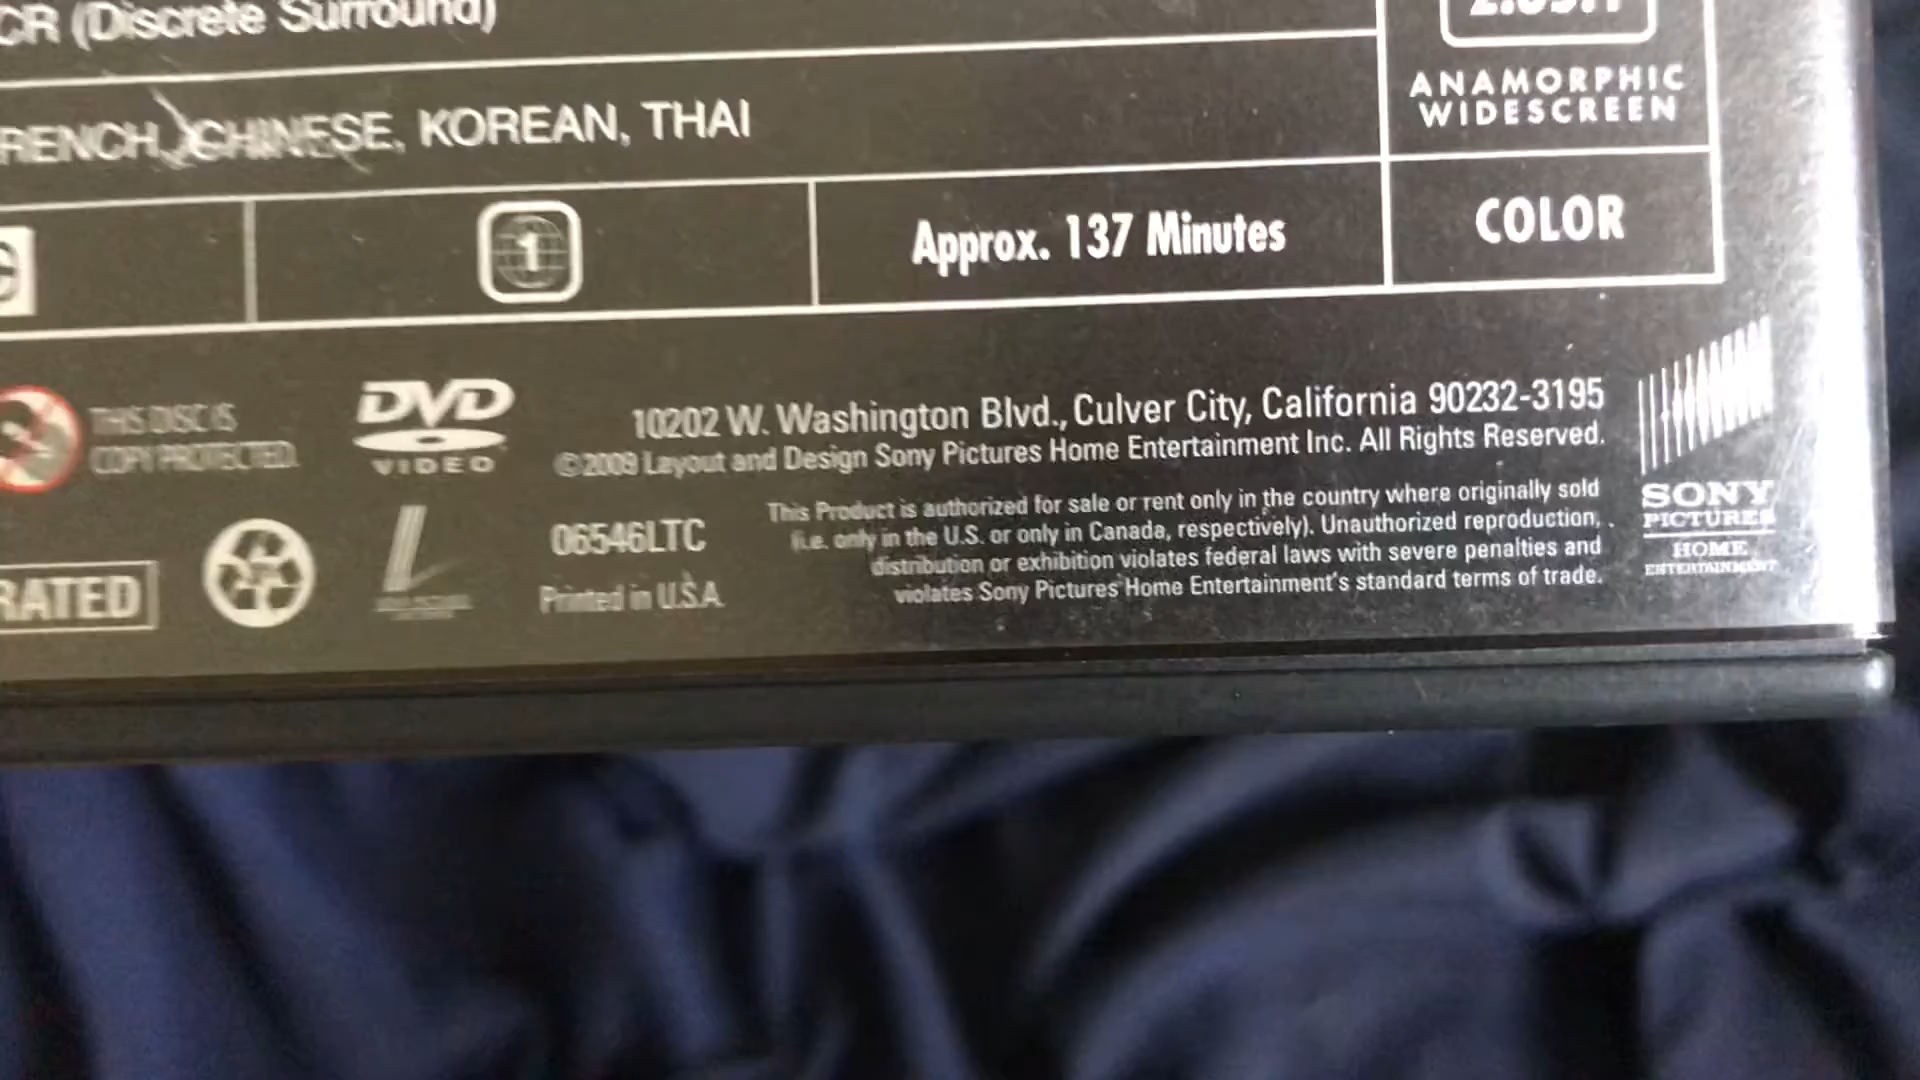 CR (Discrete Surround)
RENCH, CHINESE, KOREAN, THAI
ANAMORPHIC
WIDESCREEN
1
Approx. 137 Minutes
COLOR
THIS DISC IS
COPY PROTECTED.
DVD
VIDEO
10202 W. Washington Blvd., Culver City, California 90232-3195
©2009 Layout and Design Sony Pictures Home Entertainment Inc. All Rights Reserved.
RATED
06546LTC
Printed in U.S.A.
This Product is authorized for sale or rent only in the country where originally sold
(i.e. only in the U.S. or only in Canada, respectively). Unauthorized reproduction,
distribution or exhibition violates federal laws with severe penalties and
violates Sony Pictures Home Entertainment's standard terms of trade.
SONY
PICTURES
HOME
ENTERTAINMENT